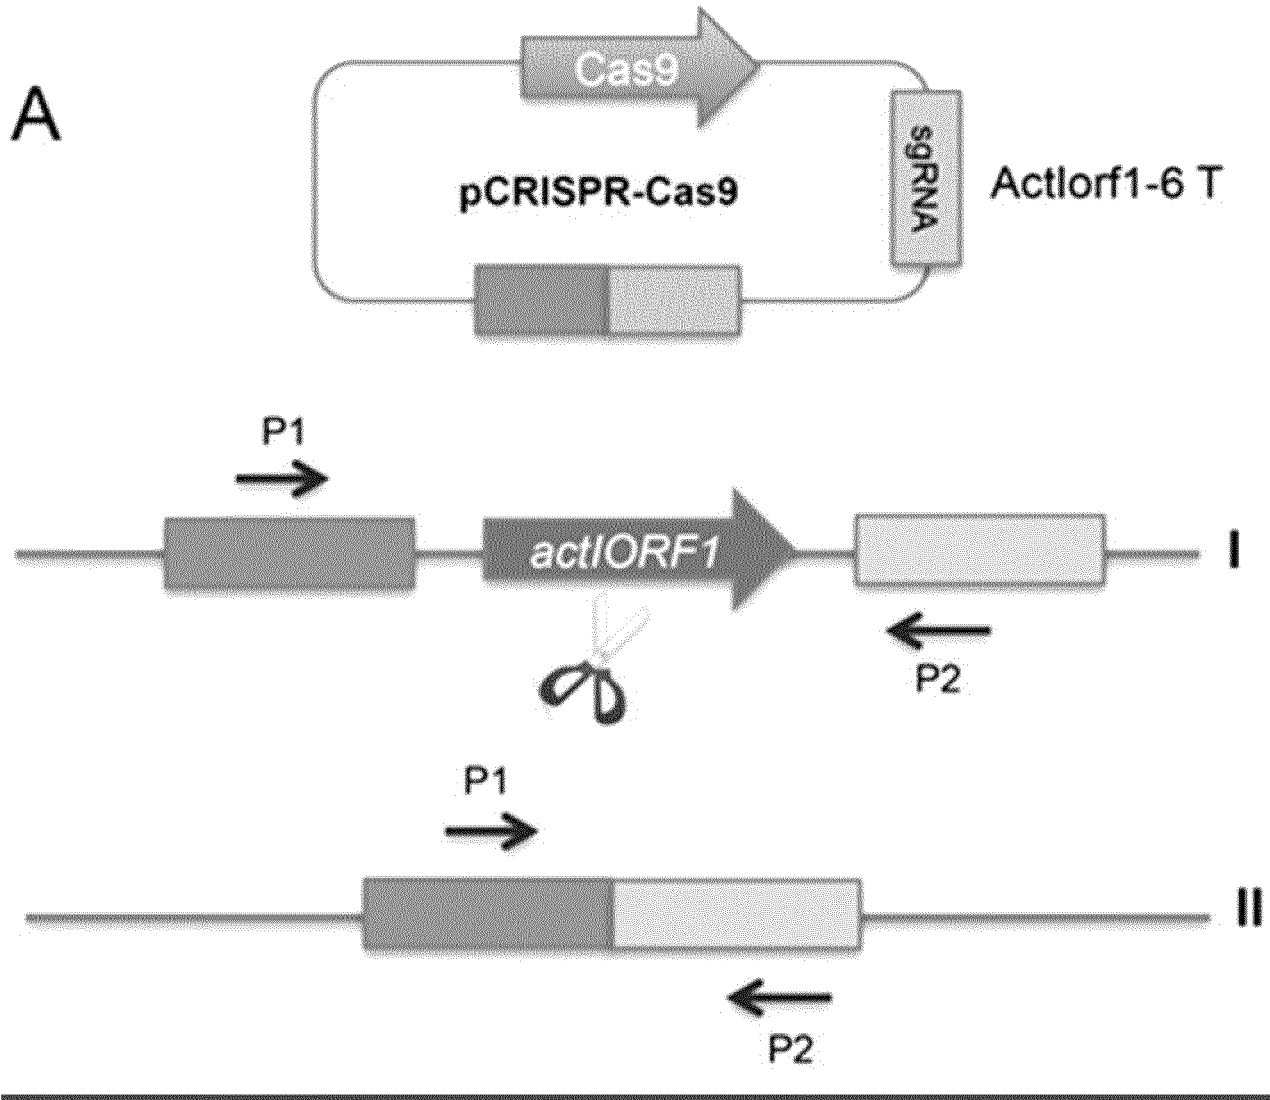 A
Cas9
pCRISPR-Cas9
sgRNA
ActIorf1-6 T
P1
actIORF1
I
P2
P1
II
P2